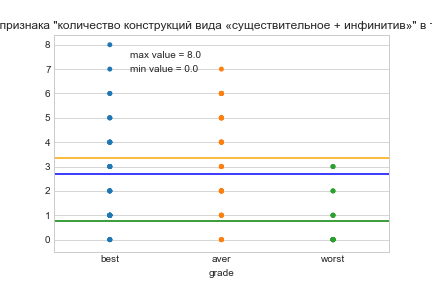 признака "количество конструкций вида «существительное + инфинитив»" в
max value = 8.0
min value = 0.0
8
7
6
5
4
3
2
1
0
best aver worst
grade